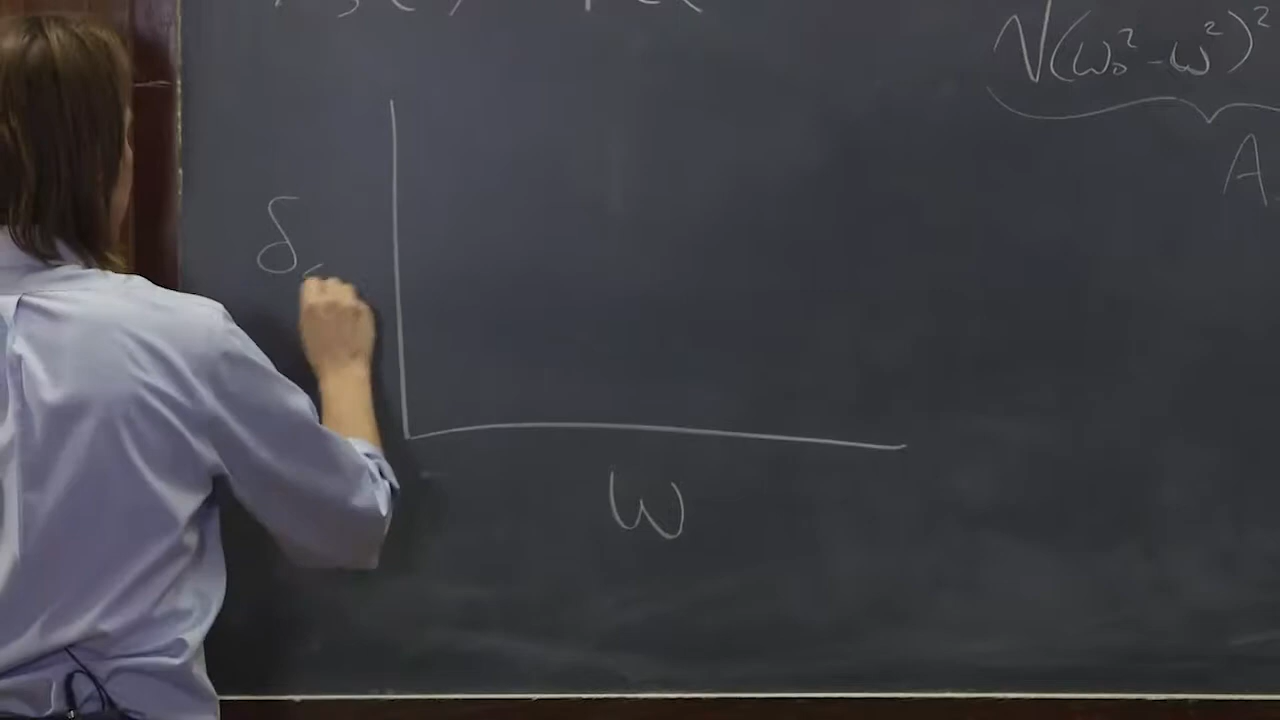 √(ω₀² - ω²)²
A
δ
ω